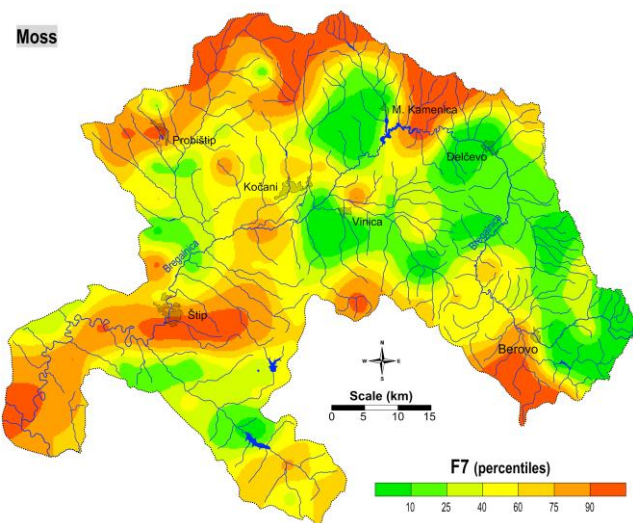 Moss
M. Kamenica
Probištip
Delčevo
Kočani
Vinica
Bregalnica
Bregalnica
Štip
Berovo
N
W E
S
Scale (km)
0 5 10 15
F7 (percentiles)
10 25 40 60 75 90